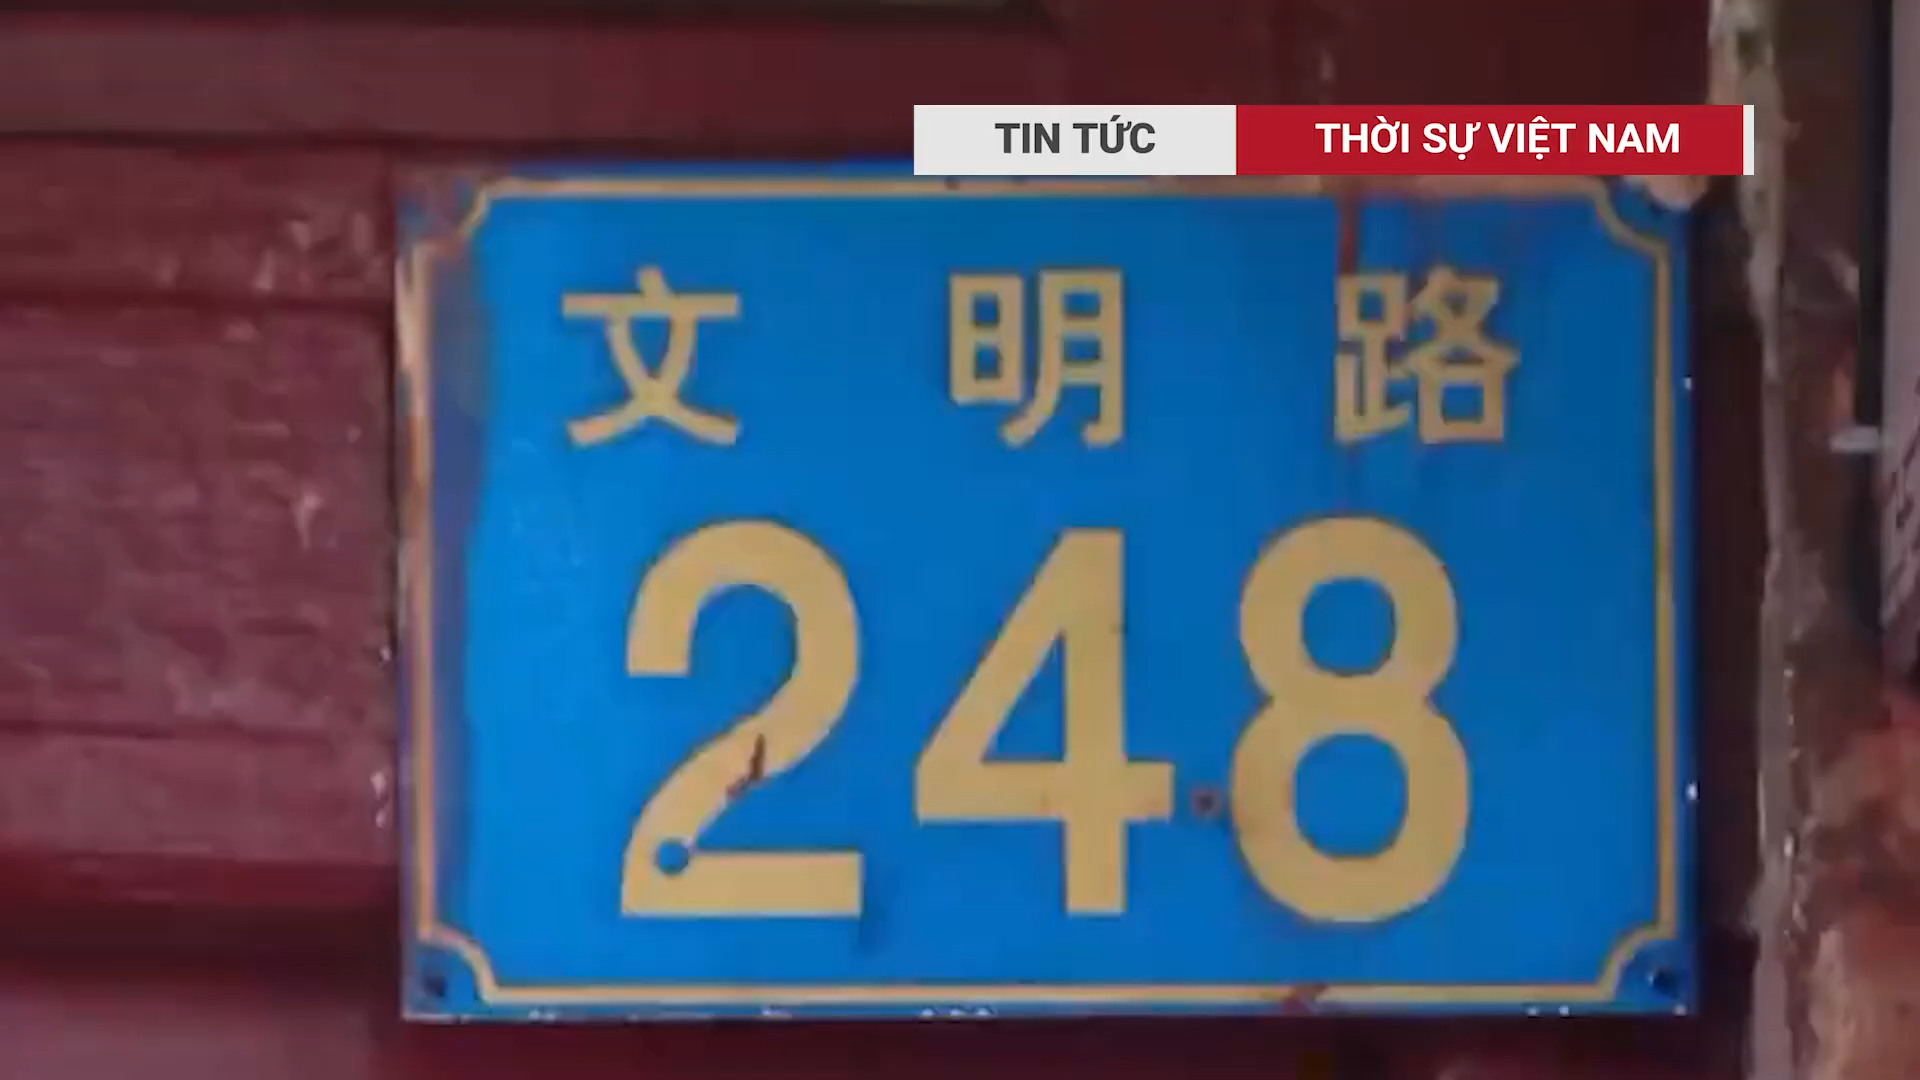 TIN TỨC THỜI SỰ VIỆT NAM
文明路
248